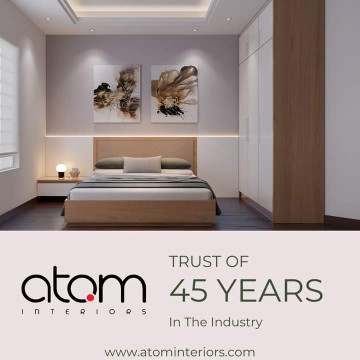 atom
INTERIORS
TRUST OF
45 YEARS
In The Industry
www.atominteriors.com